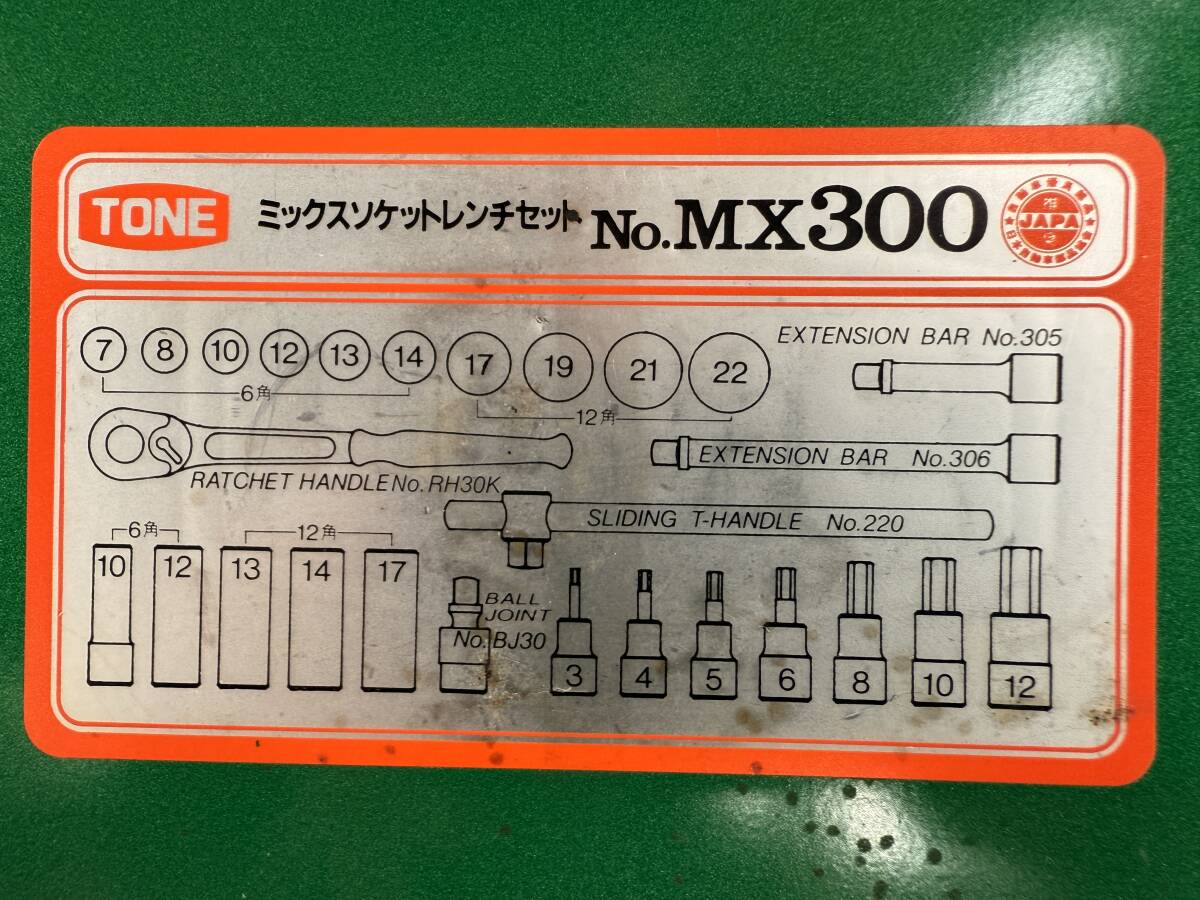 TONE
ミックスソケットレンチセット No.MX300
JAPA
7 8 10 12 13 14 17 19 21 22
6角
12角
EXTENSION BAR No.305
RATCHET HANDLE No. RH30K
EXTENSION BAR No.306
SLIDING T-HANDLE No.220
6角
12角
10 12 13 14 17
BALL
JOINT
No. BJ30
3 4 5 6 8 10 12